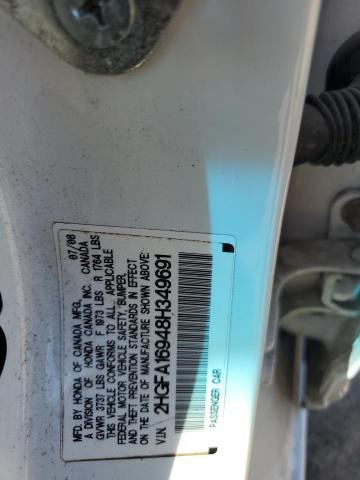 MFD. BY HONDA OF CANADA MFG. 07/08
A DIVISION OF HONDA CANADA INC. CANADA
GVWR 3737 LBS GAWR F 1973 LBS R 1764 LBS
THIS VEHICLE CONFORMS TO ALL APPLICABLE
FEDERAL MOTOR VEHICLE SAFETY, BUMPER,
AND THEFT PREVENTION STANDARDS IN EFFECT
ON THE DATE OF MANUFACTURE SHOWN ABOVE.
V.I.N. 2HGFA16948H349691
PASSENGER CAR